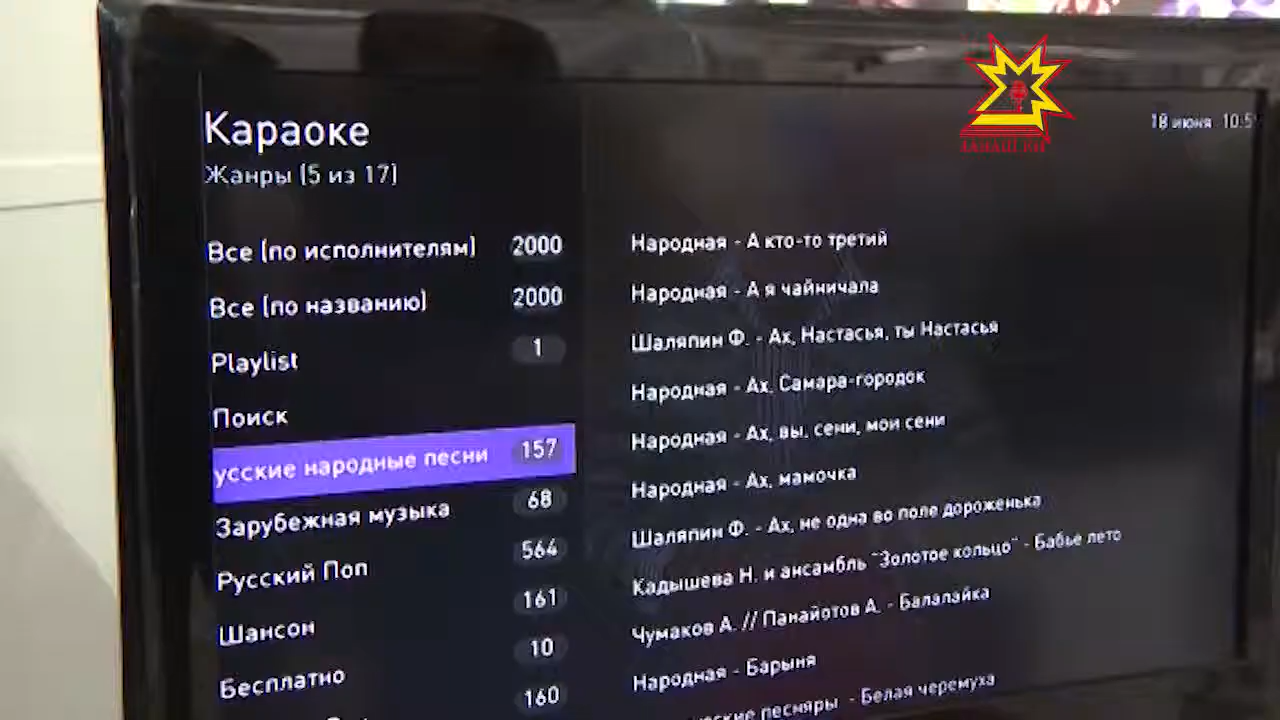 Караоке
Жанры (5 из 17)
18 июня 10:5
Все (по исполнителям) 2000
Все (по названию) 2000
Playlist 1
Поиск
усские народные песни 157
Зарубежная музыка 68
Русский Поп 564
Шансон 161
Бесплатно 10
160
Народная - А кто-то третий
Народная - А я чайничала
Шаляпин Ф. - Ах, Настасья, ты Настасья
Народная - Ах, Самара-городок
Народная - Ах, вы, сени, мои сени
Народная - Ах, мамочка
Шаляпин Ф. - Ах, не одна во поле дороженька
Кадышева Н. и ансамбль "Золотое кольцо" - Бабье лето
Чумаков А. // Панайотов А. - Балалайка
Народная - Барыня
песняры - Белая черемуха